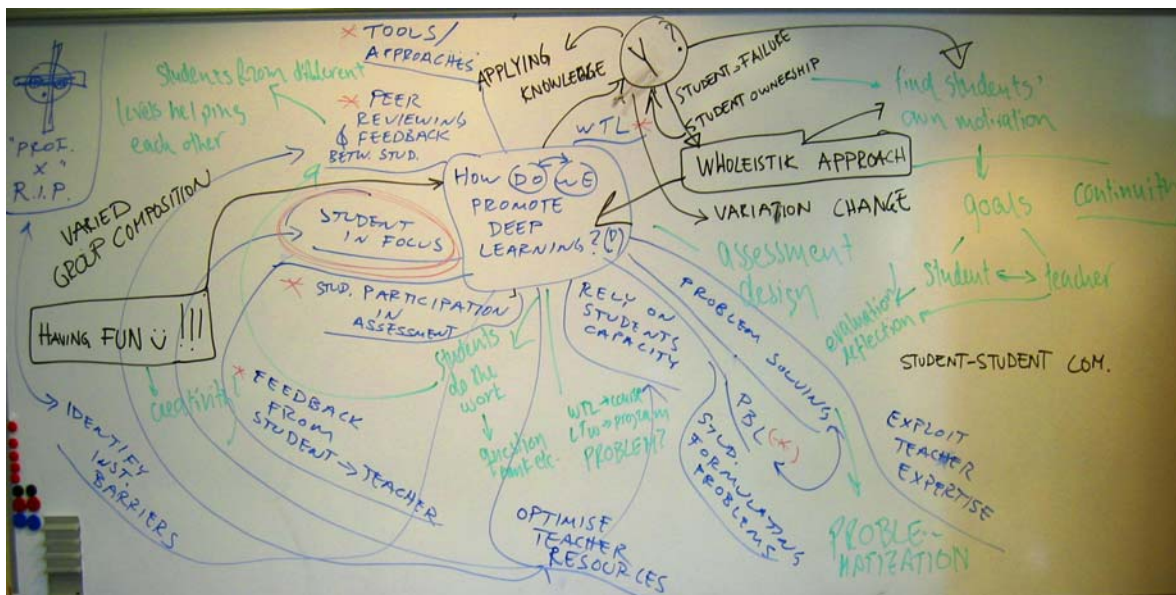 * TOOLS/
APPROACHES
Students from different
levels helping
each other
* PEER
REVIEWING
& FEEDBACK
BETW. STUD.
"PROF.
X"
R.I.P.
APPLYING
KNOWLEDGE
Y ?
STUDENT FAILURE
STUDENT OWNERSHIP
WTL *
find students'
own motivation
WHOLEISTIK APPROACH
VARIATION CHANGE
goals
continuity
student
teacher
evaluation
reflection
STUDENT-STUDENT COM.
HOW DO WE
PROMOTE
DEEP
LEARNING?
VARIED
GROUP COMPOSITION
STUDENT
IN FOCUS
* STUD. PARTICIPATION
IN
ASSESSMENT
HAVING FUN !!!
creativity
* FEEDBACK
FROM
STUDENT → TEACHER
IDENTIFY
INST.
BARRIERS
students
do the
work
question
WTL → course
→ program
PROBLEM?
RELY ON
STUDENTS
CAPACITY
assessment
design
PROBLEM SOLVING
PBL (*)
STUD.
FORMULATING
PROBLEMS
OPTIMISE
TEACHER
RESOURCES
EXPLOIT
TEACHER
EXPERTISE
PROBLE-
MATIZATION